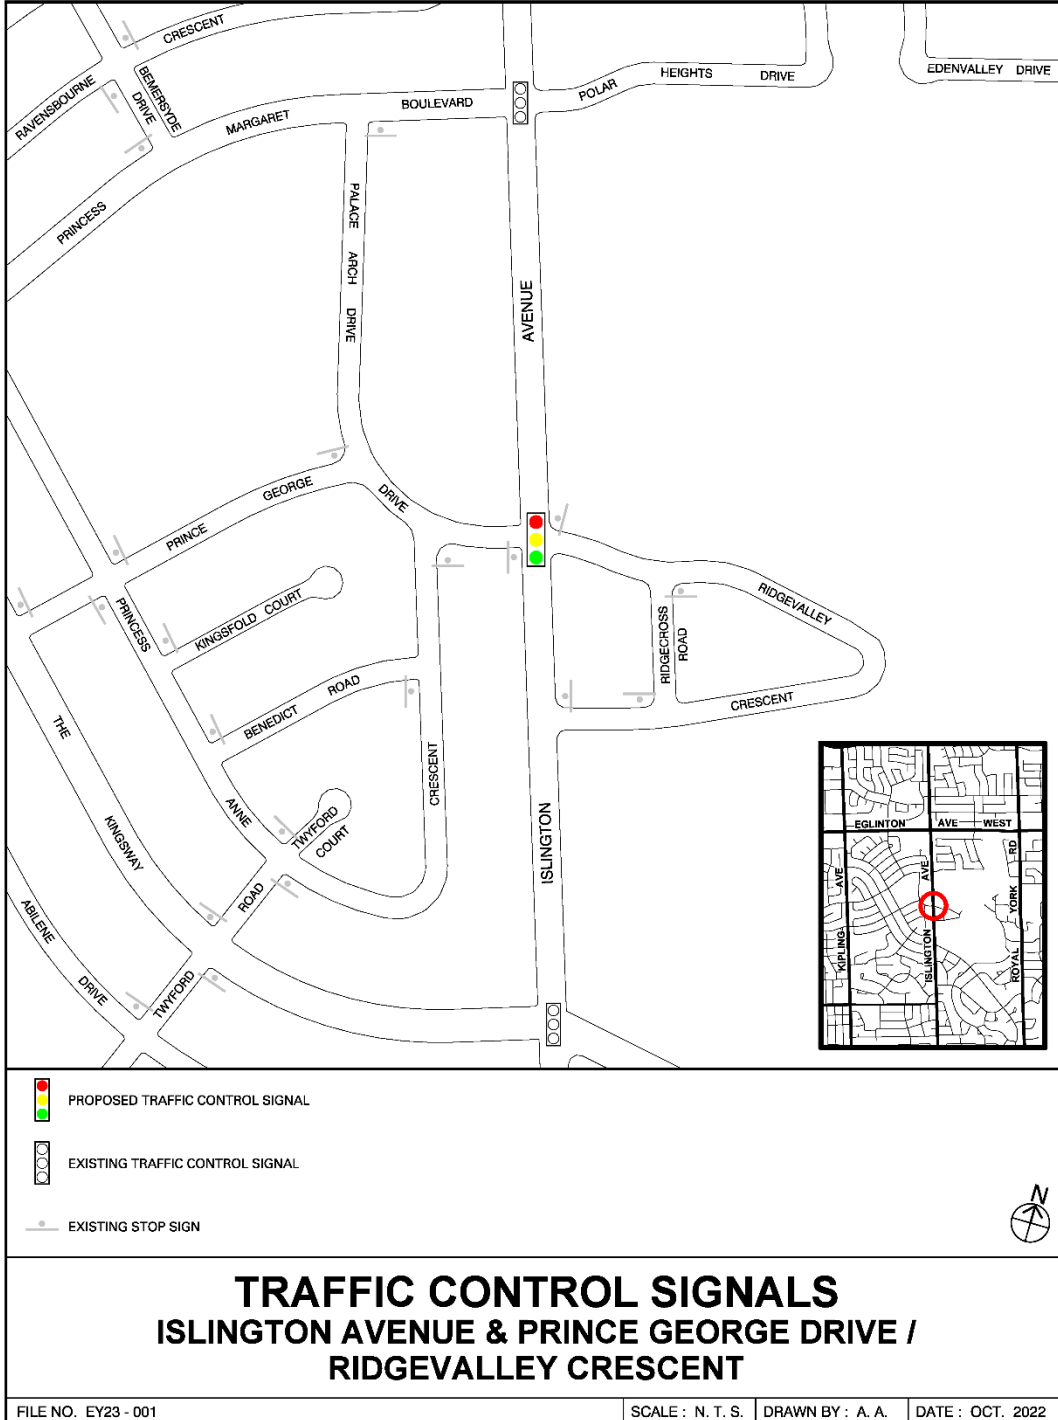 CRESCENT
RAVENSBOURNE
BEMERSYDE
DRIVE
MARGARET
BOULEVARD
POLAR
HEIGHTS
DRIVE
EDENVALLEY DRIVE
PRINCESS
PALACE ARCH DRIVE
AVENUE
PRINCE
GEORGE
DRIVE
PRINCESS
KINGSFOLD COURT
RIDGEVALLEY
RIDGECROSS
ROAD
CRESCENT
BENEDICT ROAD
CRESCENT
THE
KINGSWAY
ANNE
TWYFORD
COURT
ISLINGTON
ROAD
TWYFORD
ABILENE
DRIVE
EGLINTON AVE WEST
KIPLING AVE
ISLINGTON AVE
ROYAL YORK RD
PROPOSED TRAFFIC CONTROL SIGNAL
EXISTING TRAFFIC CONTROL SIGNAL
EXISTING STOP SIGN
N
TRAFFIC CONTROL SIGNALS
ISLINGTON AVENUE & PRINCE GEORGE DRIVE /
RIDGEVALLEY CRESCENT
FILE NO. EY23 - 001
SCALE : N. T. S.
DRAWN BY : A. A.
DATE : OCT. 2022